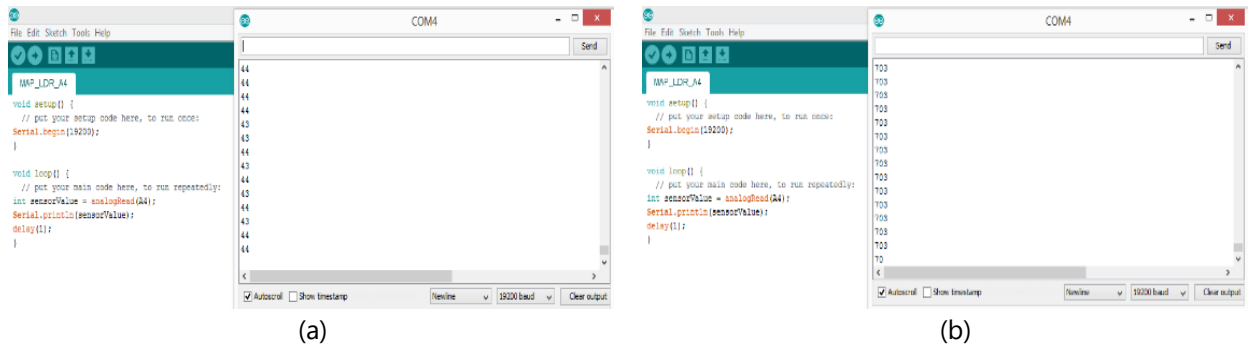 File Edit Sketch Tools Help
MAP_LDR_A4
void setup() {
// put your setup code here, to run once:
Serial.begin(19200);
}
void loop() {
// put your main code here, to run repeatedly:
int sensorValue = analogRead(A4);
Serial.println(sensorValue);
delay(1);
}
COM4
Send
44
44
44
44
43
43
44
43
44
43
44
43
44
44
Autoscroll Show timestamp
Newline
19200 baud
Clear output
(a)
File Edit Sketch Tools Help
MAP_LDR_A4
void setup() {
// put your setup code here, to run once:
Serial.begin(19200);
}
void loop() {
// put your main code here, to run repeatedly:
int sensorValue = analogRead(A4);
Serial.println(sensorValue);
delay(1);
}
COM4
Send
703
703
703
703
703
703
703
703
703
703
703
703
703
703
70
Autoscroll Show timestamp
Newline
19200 baud
Clear output
(b)